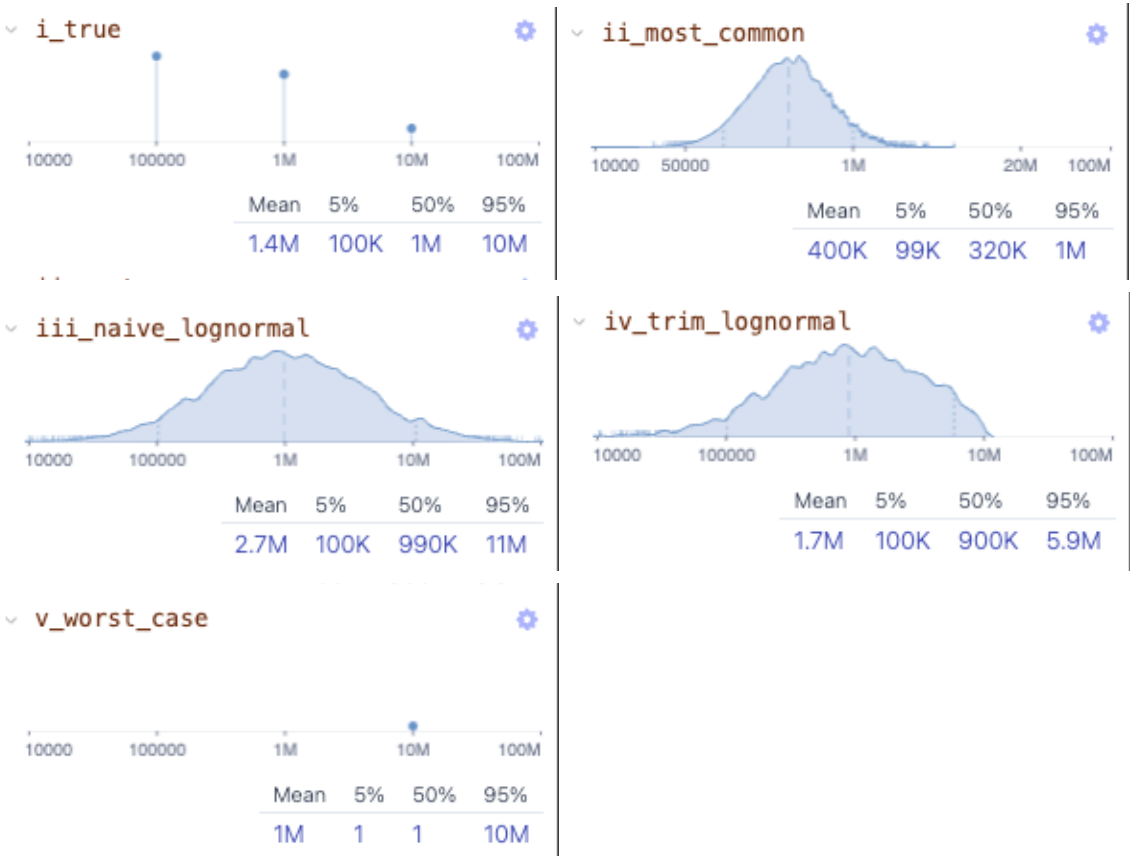 i_true
10000 100000 1M 10M 100M
Mean 5% 50% 95%
1.4M 100K 1M 10M
ii_most_common
10000 50000 1M 20M 100M
Mean 5% 50% 95%
400K 99K 320K 1M
iii_naive_lognormal
10000 100000 1M 10M 100M
Mean 5% 50% 95%
2.7M 100K 990K 11M
iv_trim_lognormal
10000 100000 1M 10M 100M
Mean 5% 50% 95%
1.7M 100K 900K 5.9M
v_worst_case
10000 100000 1M 10M 100M
Mean 5% 50% 95%
1M 1 1 10M